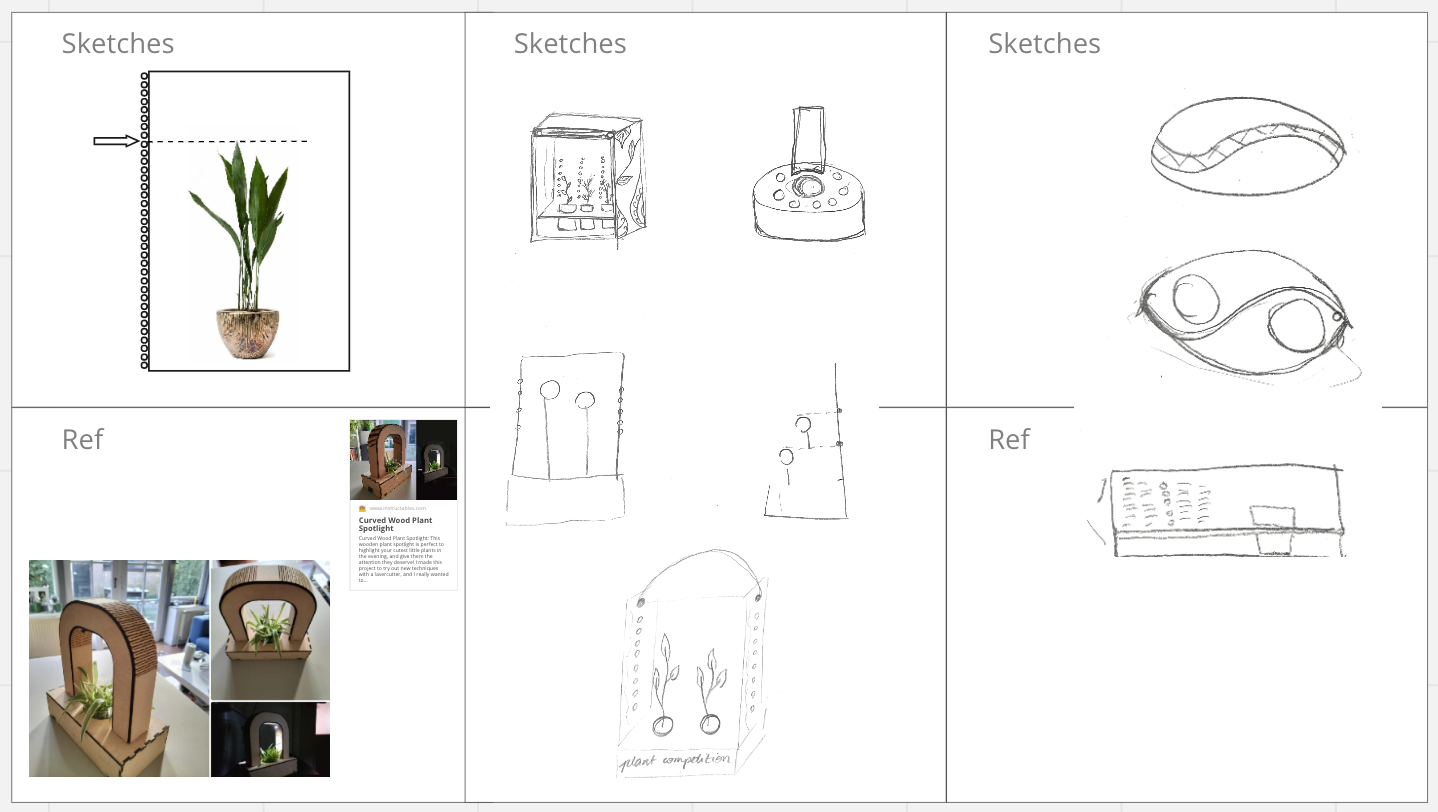 Sketches
Sketches
Sketches
Ref
www.instructables.com
Curved Wood Plant
Spotlight
Curved Wood Plant Spotlight: This
wooden plant spotlight is perfect to
highlight your cutest little plants in
the evening, and give them the
attention they deserve! I made this
project to try out new techniques
with a lasercutter, and I really wanted
to...
Ref
plant competition